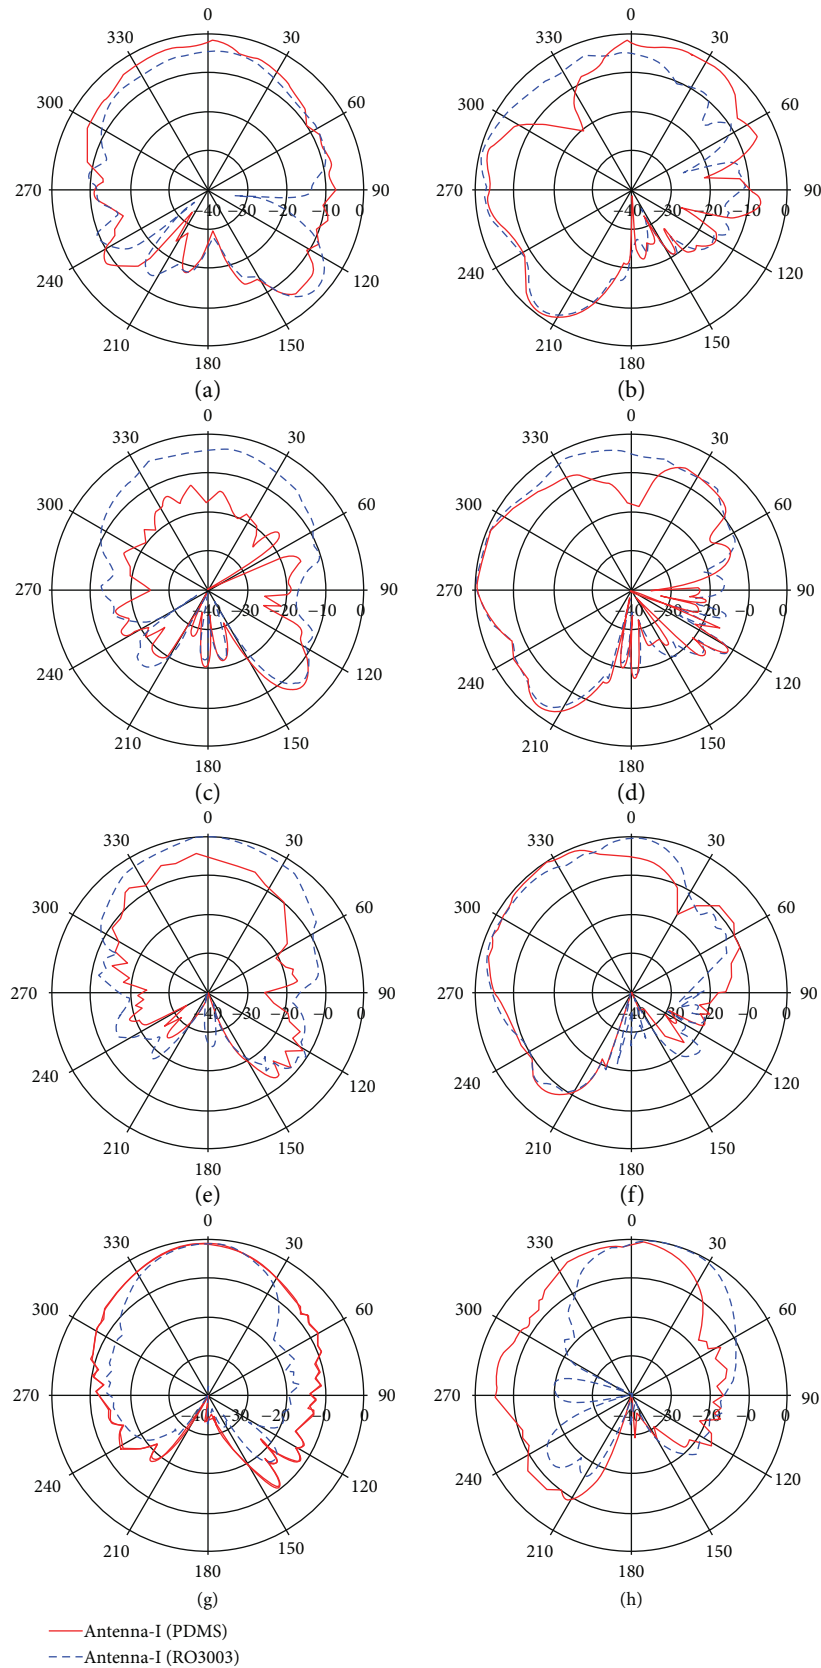 0 0
330 30 330 30
300 60 300 60
270 90 270 90
−40 −30 −20 −10 0 −40 −30 −20 −10 0
240 120 240 120
210 150 210 150
180 180
(a) (b)
0 0
330 30 330 30
300 60 300 60
270 90 270 90
−40 −30 −20 −10 0 −40 −30 −20 −0 0
240 120 240 120
210 150 210 150
180 180
(c) (d)
0 0
330 30 330 30
300 60 300 60
270 90 270 90
−40 −30 −20 −10 0 −40 −30 −20 −10 0
240 120 240 120
210 150 210 150
180 180
(e) (f)
0 0
330 30 330 30
300 60 300 60
270 90 270 90
−40 −30 −20 −0 0 −40 −30 −20 −0 0
240 120 240 120
210 150 210 150
180 180
(g) (h)
Antenna-I (PDMS)
Antenna-I (RO3003)